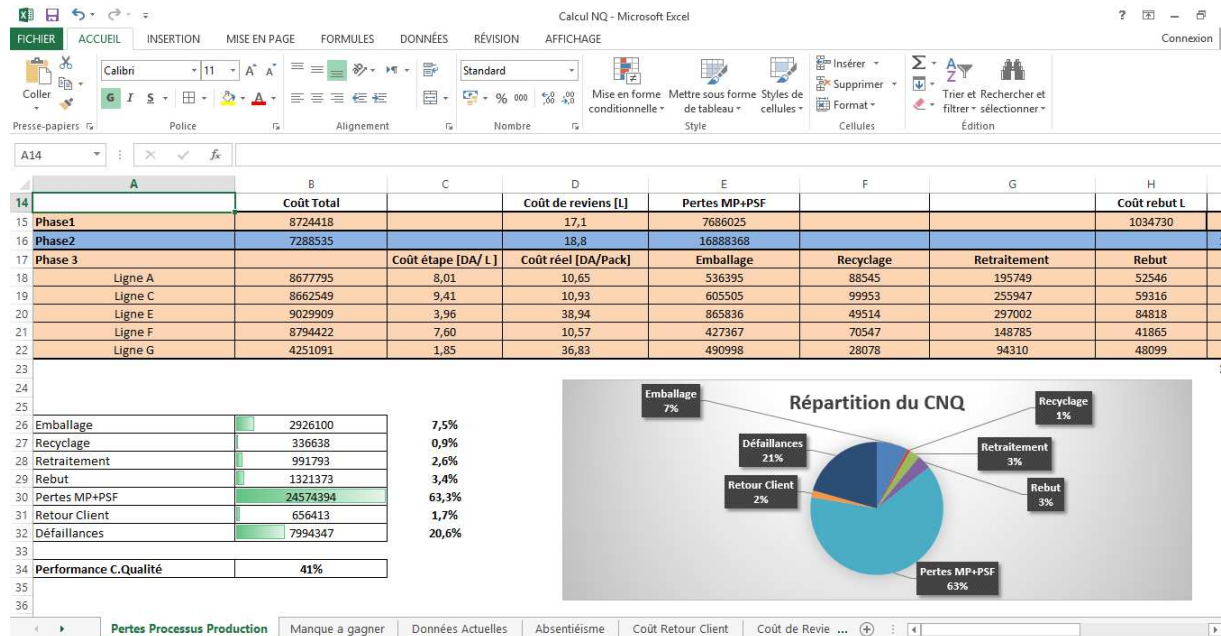 Calcul NQ - Microsoft Excel
FICHIER ACCUEIL INSERTION MISE EN PAGE FORMULES DONNÉES RÉVISION AFFICHAGE Connexion
Coller
Calibri 11
G I S
Standard
% 000
Mise en forme conditionnelle
Mettre sous forme de tableau
Styles de cellules
Insérer
Supprimer
Format
Trier et filtrer
Rechercher et sélectionner
Presse-papiers Police Alignement Nombre Style Cellules Édition
A14 fx
A B C D E F G H
14 Coût Total Coût de reviens [L] Pertes MP+PSF Coût rebut L
15 Phase1 8724418 17,1 7686025 1034730
16 Phase2 7288535 18,8 16888368
17 Phase 3 Coût étape [DA/ L] Coût réel [DA/Pack] Emballage Recyclage Retraitement Rebut
18 Ligne A 8677795 8,01 10,65 536395 88545 195749 52546
19 Ligne C 8662549 9,41 10,93 605505 99953 255947 59316
20 Ligne E 9029909 3,96 38,94 865836 49514 297002 84818
21 Ligne F 8794422 7,60 10,57 427367 70547 148785 41865
22 Ligne G 4251091 1,85 36,83 490998 28078 94310 48099
23
24
25
26 Emballage 2926100 7,5%
27 Recyclage 336638 0,9%
28 Retraitement 991793 2,6%
29 Rebut 1321373 3,4%
30 Pertes MP+PSF 24574394 63,3%
31 Retour Client 656413 1,7%
32 Défaillances 7994347 20,6%
33
34 Performance C.Qualité 41%
35
36
Répartition du CNQ
Emballage
7%
Recyclage
1%
Défaillances
21%
Retraitement
3%
Retour Client
2%
Rebut
3%
Pertes MP+PSF
63%
Pertes Processus Production Manque a gagner Données Actuelles Absentiéisme Coût Retour Client Coût de Revie ...